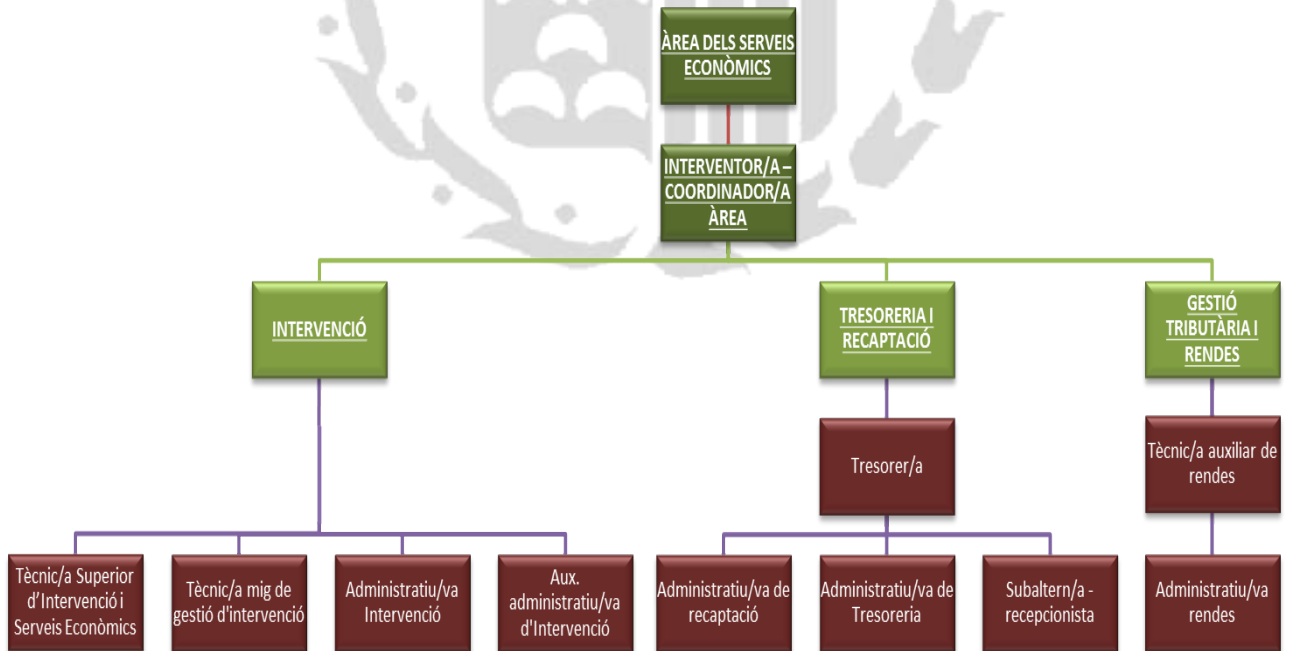 ÀREA DELS SERVEIS
ECONÒMICS
INTERVENTOR/A –
COORDINADOR/A
ÀREA
INTERVENCIÓ
TRESORERIA I
RECAPTACIÓ
GESTIÓ
TRIBUTÀRIA I
RENDES
Tresorer/a
Tècnic/a auxiliar de
rendes
Tècnic/a Superior
d’Intervenció i
Serveis Econòmics
Tècnic/a mig de
gestió d'intervenció
Administratiu/va
Intervenció
Aux.
administratiu/va
d'Intervenció
Administratiu/va de
recaptació
Administratiu/va de
Tresoreria
Subaltern/a -
recepcionista
Administratiu/va
rendes